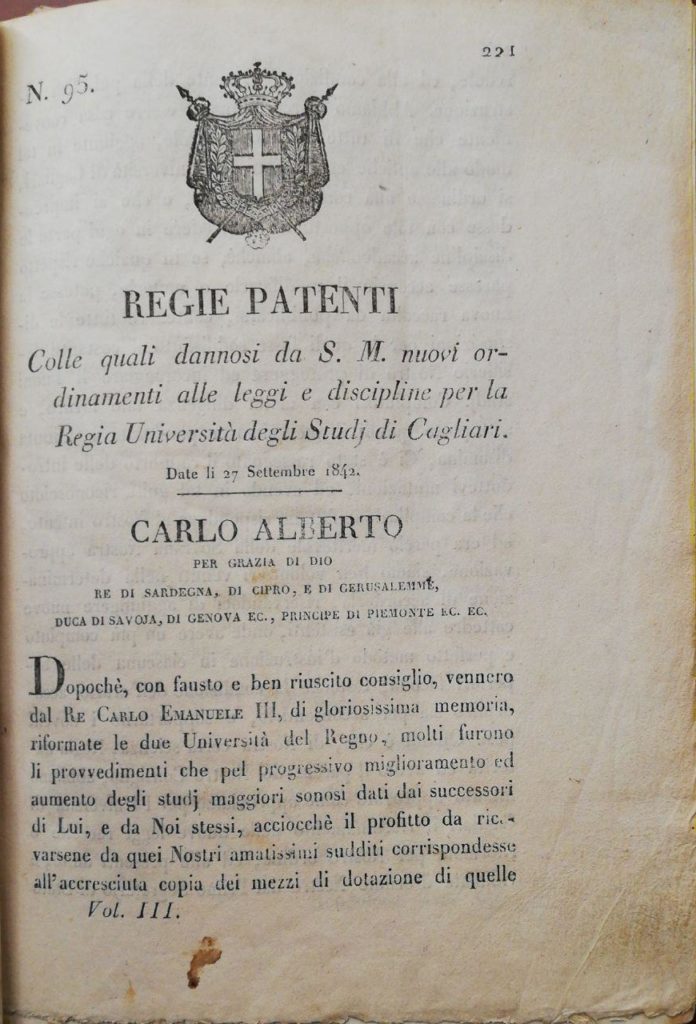 221
N. 95.
REGIE PATENTI
Colle quali dannosi da S. M. nuovi or-
dinamenti alle leggi e discipline per la
Regia Università degli Studj di Cagliari.
Date li 27 Settembre 1842.
CARLO ALBERTO
PER GRAZIA DI DIO
RE DI SARDEGNA, DI CIPRO, E DI GERUSALEMME,
DUCA DI SAVOJA, DI GENOVA EC., PRINCIPE DI PIEMONTE EC. EC.
Dopochè, con fausto e ben riuscito consiglio, vennero
dal RE CARLO EMANUELE III, di gloriosissima memoria,
riformate le due Università del Regno, molti furono
li provvedimenti che pel progressivo miglioramento ed
aumento degli studj maggiori sonosi dati dai successori
di Lui, e da Noi stessi, acciocchè il profitto da rica-
varsene da quei Nostri amatissimi sudditi corrispondesse
all'accresciuta copia dei mezzi di dotazione di quelle
Vol. III.